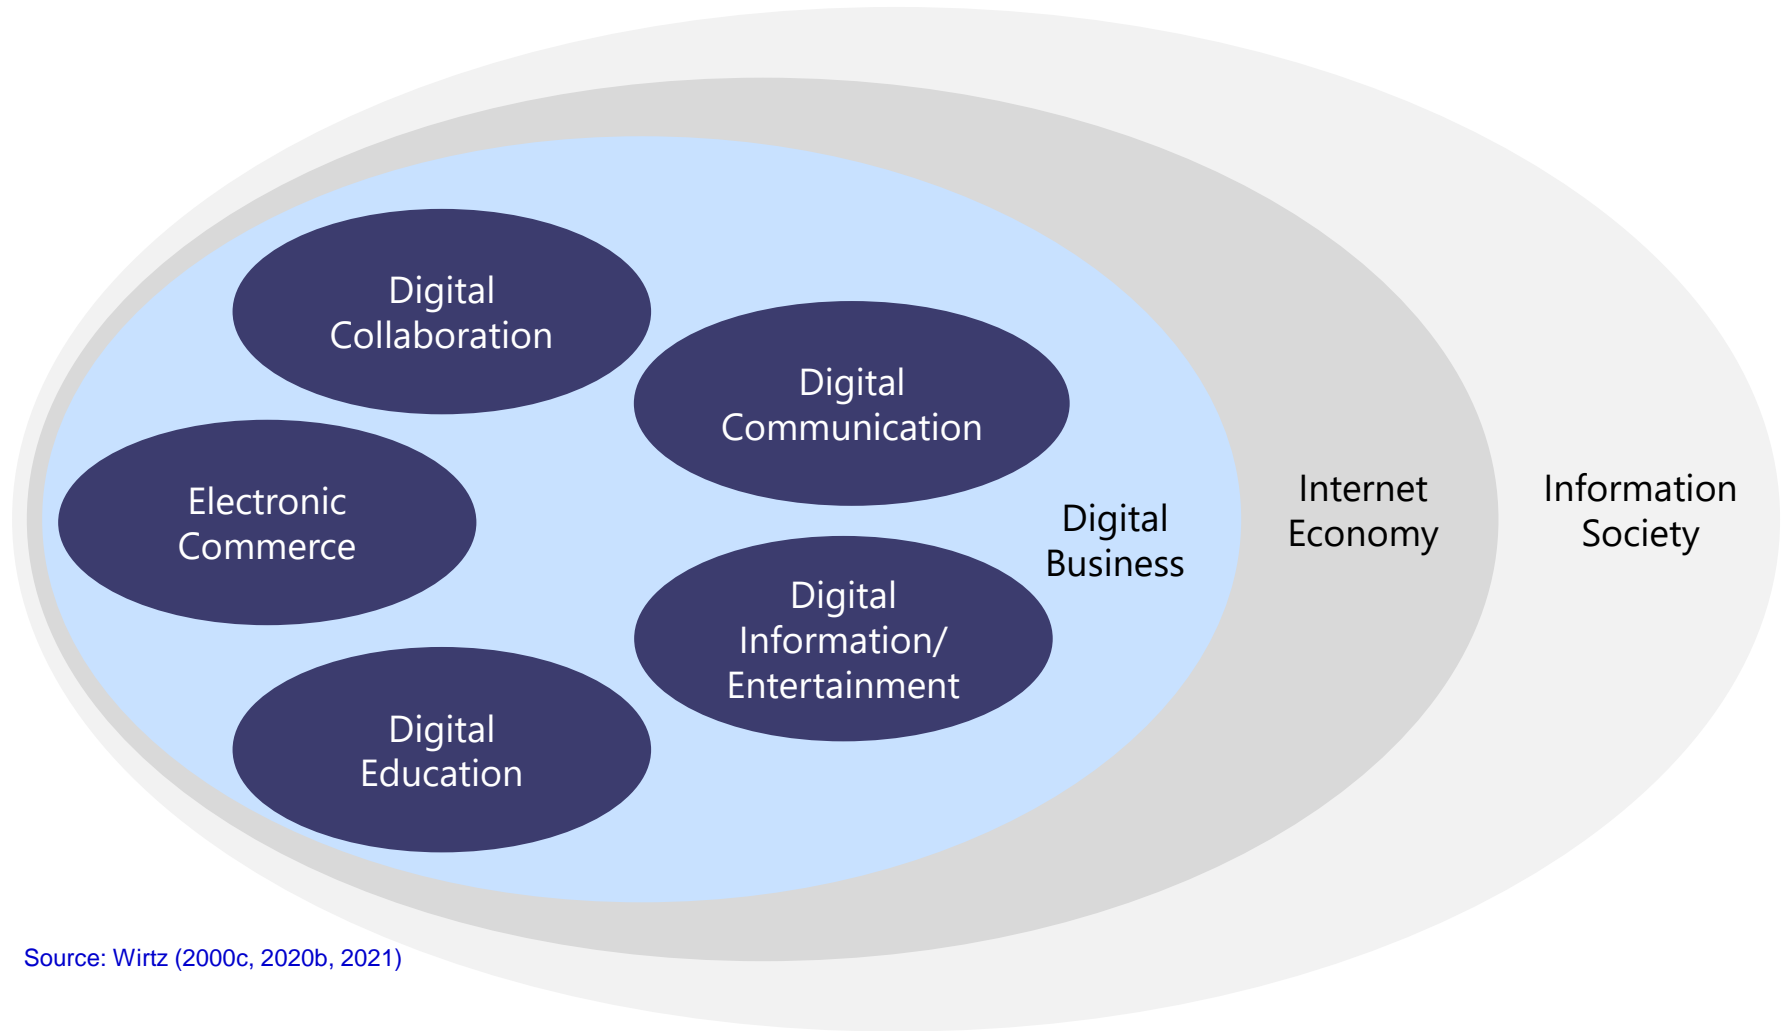 Digital
Collaboration
Digital
Communication
Electronic
Commerce
Digital
Business
Internet
Economy
Information
Society
Digital
Information/
Entertainment
Digital
Education
Source: Wirtz (2000c, 2020b, 2021)